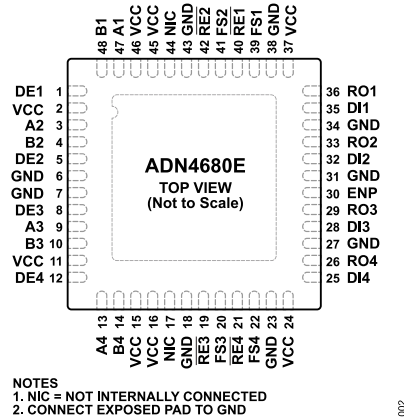 48 B1
47 A1
46 VCC
45 VCC
44 NIC
43 GND
42 R̅E̅2̅
41 FS2
40 R̅E̅1̅
39 FS1
38 GND
37 VCC
DE1 1
VCC 2
A2 3
B2 4
DE2 5
GND 6
GND 7
DE3 8
A3 9
B3 10
VCC 11
DE4 12
ADN4680E
TOP VIEW
(Not to Scale)
36 RO1
35 DI1
34 GND
33 RO2
32 DI2
31 GND
30 ENP
29 RO3
28 DI3
27 GND
26 RO4
25 DI4
A4 13
B4 14
VCC 15
VCC 16
NIC 17
GND 18
R̅E̅3̅ 19
FS3 20
R̅E̅4̅ 21
FS4 22
GND 23
VCC 24
NOTES
1. NIC = NOT INTERNALLY CONNECTED
2. CONNECT EXPOSED PAD TO GND
002